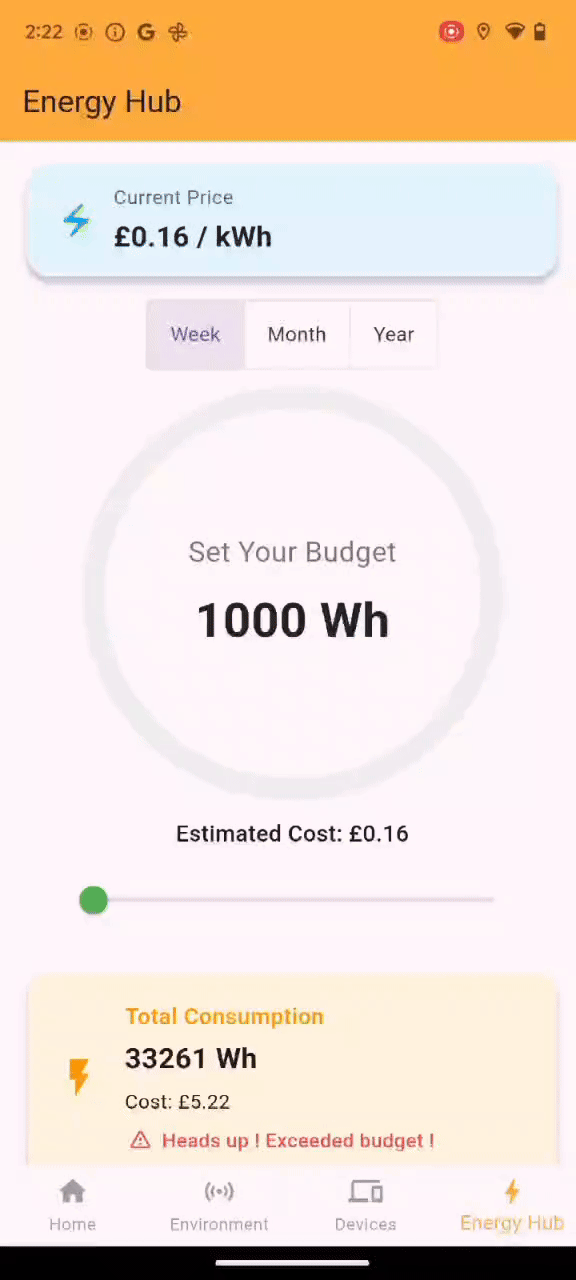 2:22
Energy Hub
Current Price
£0.16 / kWh
Week Month Year
Set Your Budget
1000 Wh
Estimated Cost: £0.16
Total Consumption
33261 Wh
Cost: £5.22
Heads up ! Exceeded budget !
Home Environment Devices Energy Hub